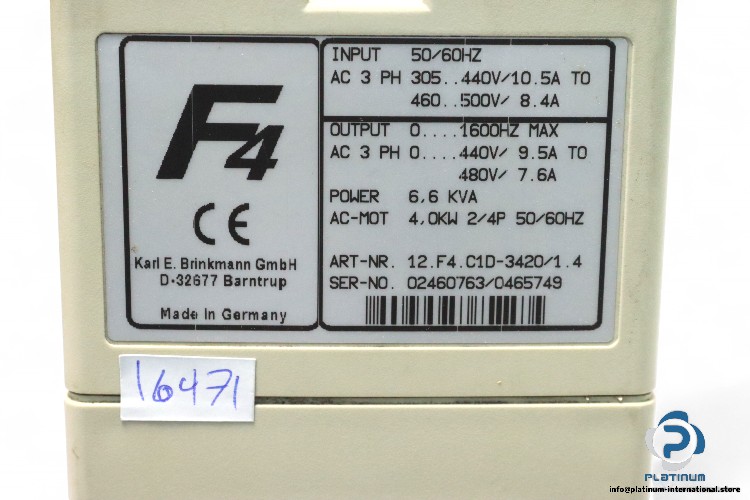 F4
CE
Karl E. Brinkmann GmbH
D-32677 Barntrup
Made in Germany
INPUT 50/60HZ
AC 3 PH 305..440V/10.5A TO
460..500V/ 8.4A
OUTPUT 0....1600HZ MAX
AC 3 PH 0....440V/ 9.5A TO
480V/ 7.6A
POWER 6,6 KVA
AC-MOT 4,0KW 2/4P 50/60HZ
ART-NR. 12.F4.C1D-3420/1.4
SER-NO. 02460763/0465749
16471
PLATINUM
info@platinum-international.store